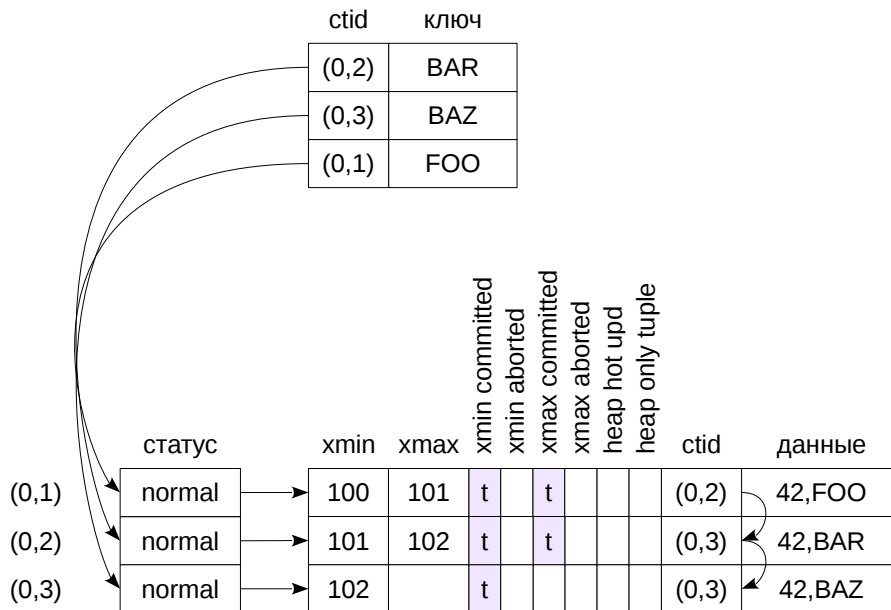 ctid ключ
(0,2) BAR
(0,3) BAZ
(0,1) FOO
xmin committed
xmin aborted
xmax committed
xmax aborted
heap hot upd
heap only tuple
статус xmin xmax ctid данные
(0,1) normal 100 101 t t (0,2) 42,FOO
(0,2) normal 101 102 t t (0,3) 42,BAR
(0,3) normal 102 t (0,3) 42,BAZ